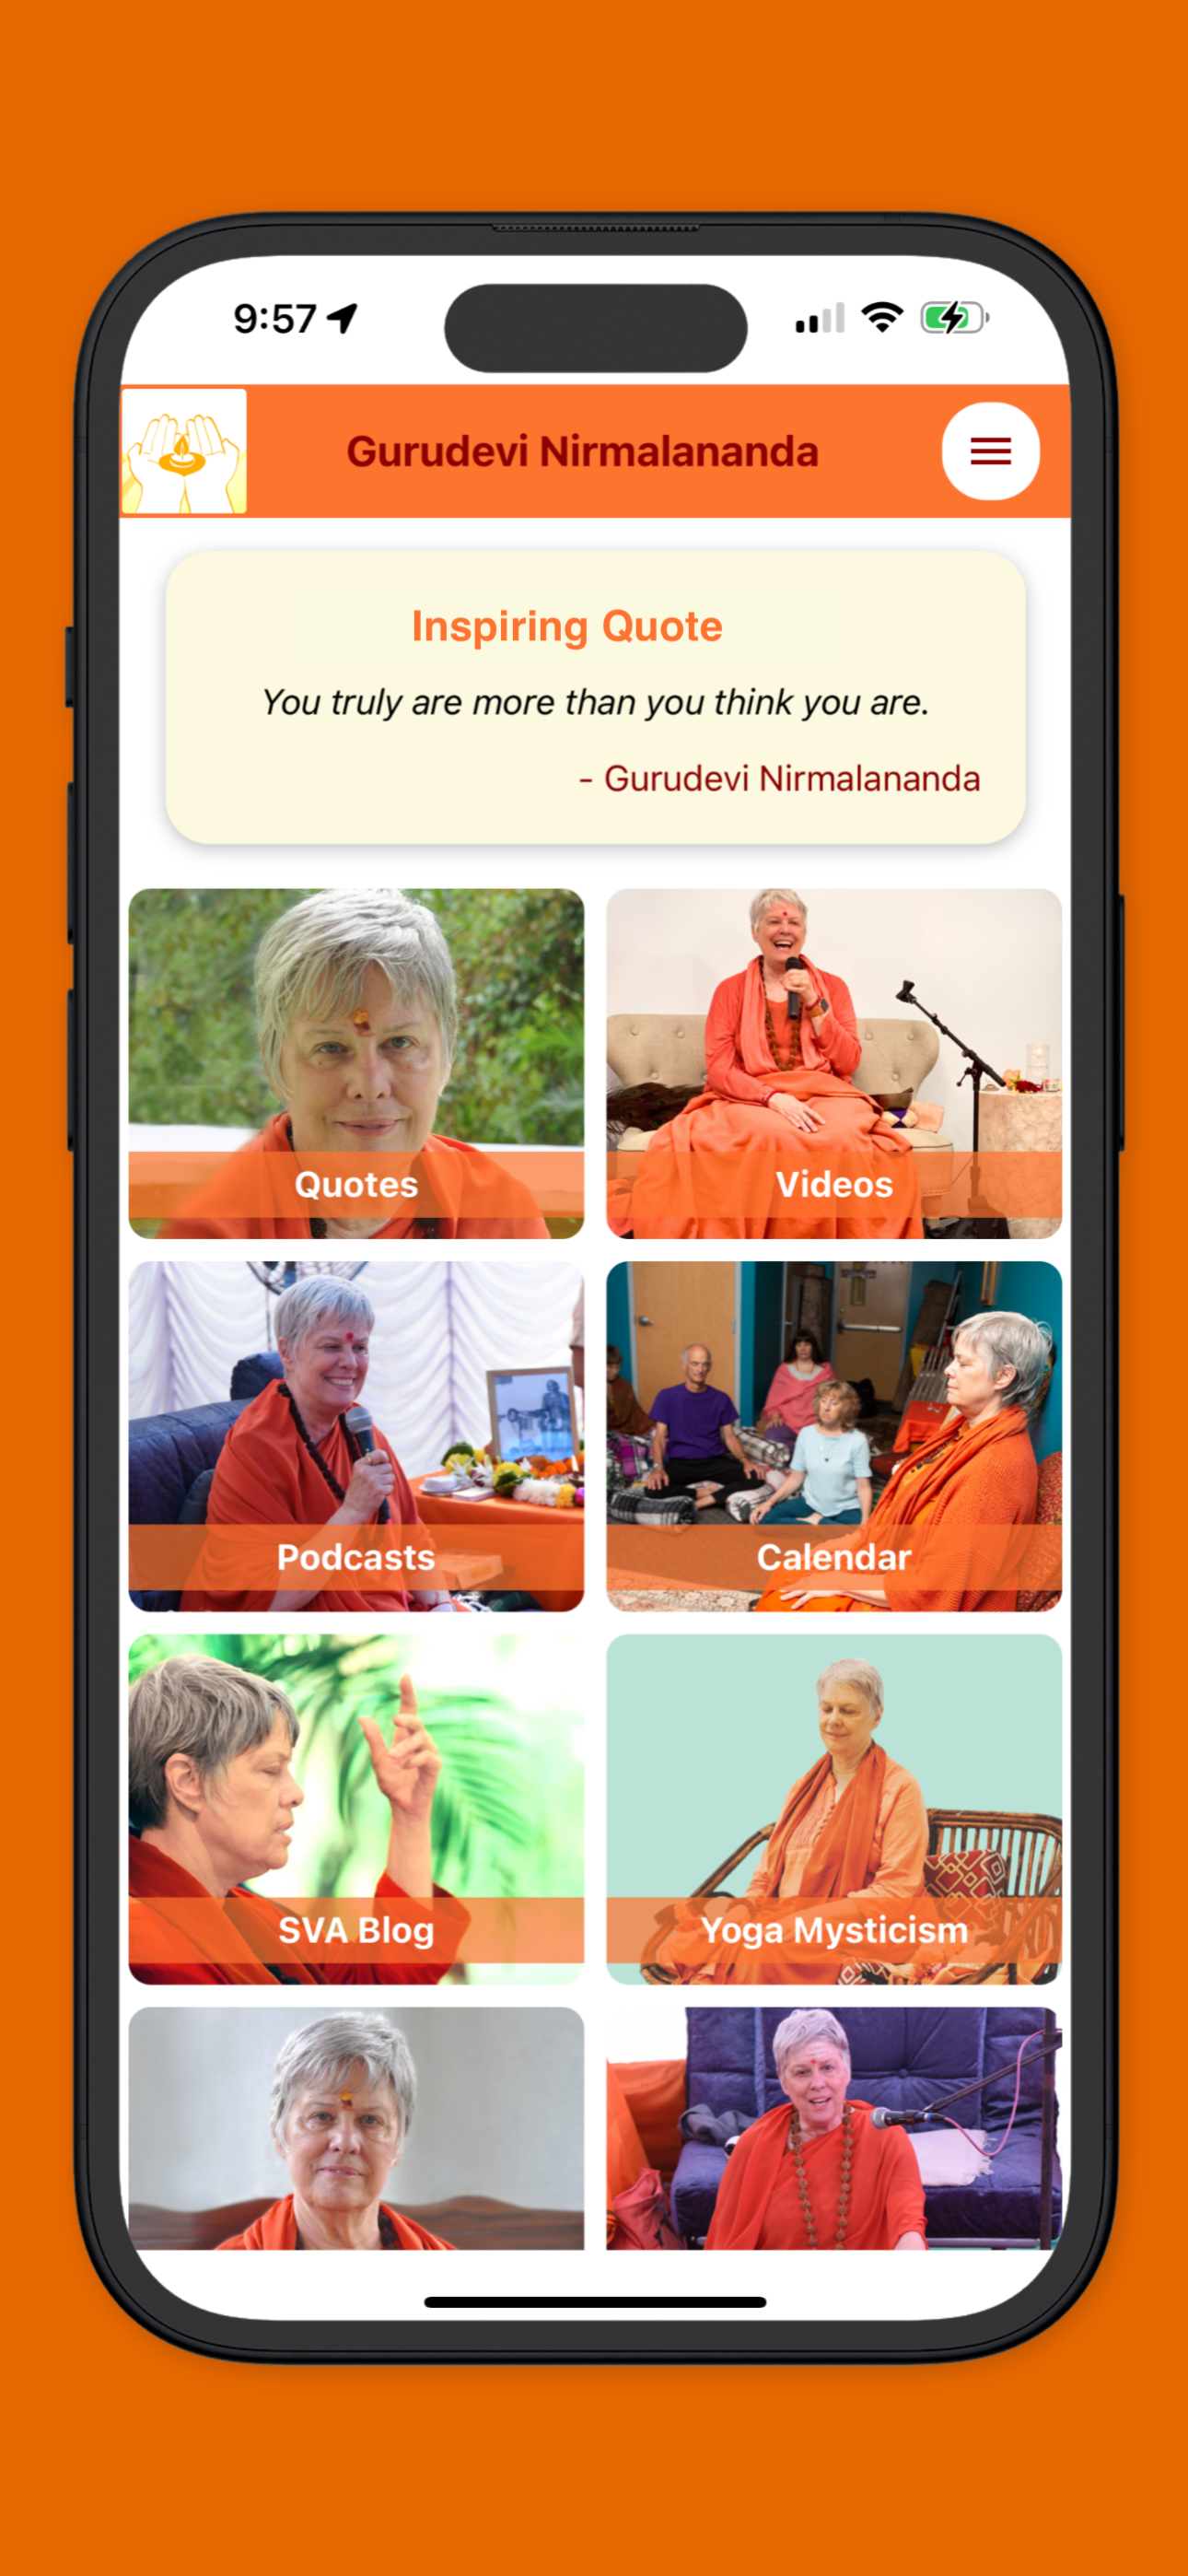 9:57
Gurudevi Nirmalananda
Inspiring Quote
You truly are more than you think you are.
- Gurudevi Nirmalananda
Quotes
Videos
Podcasts
Calendar
SVA Blog
Yoga Mysticism